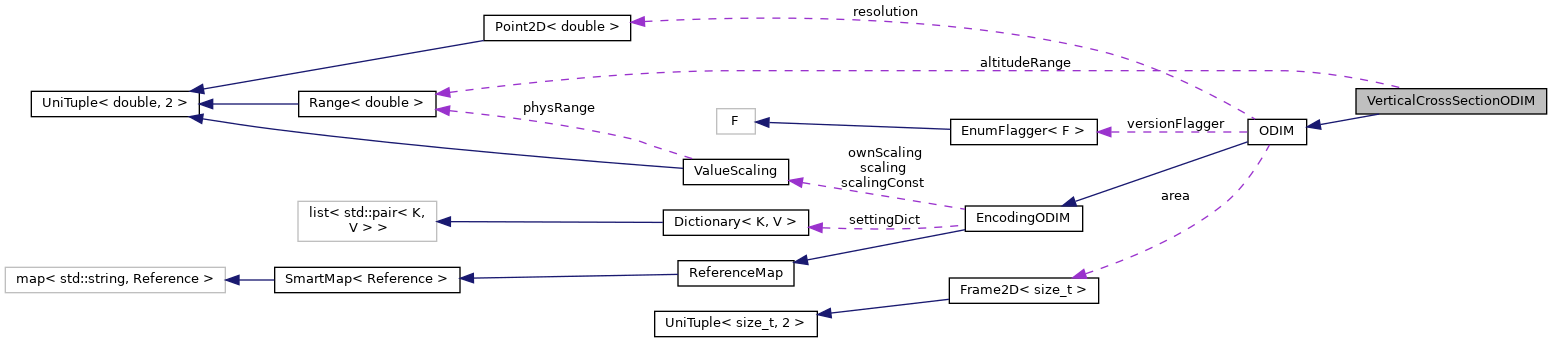 resolution
Point2D< double >
altitudeRange
UniTuple< double, 2 >
Range< double >
VerticalCrossSectionODIM
physRange
F
EnumFlagger< F >
versionFlagger
ODIM
ownScaling
scaling
scalingConst
ValueScaling
area
list< std::pair< K,
V > >
Dictionary< K, V >
settingDict
EncodingODIM
map< std::string, Reference >
SmartMap< Reference >
ReferenceMap
Frame2D< size_t >
UniTuple< size_t, 2 >